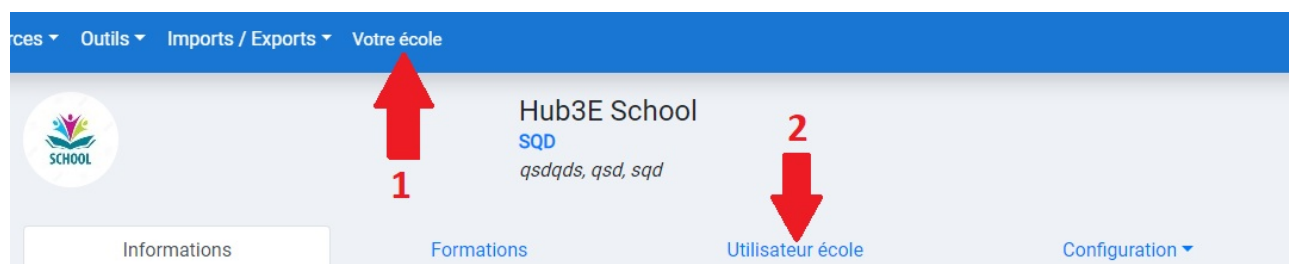 rces Outils Imports / Exports Votre école
Hub3E School
SQD
qsdqds, qsd, sqd
SCHOOL
1
2
Informations Formations Utilisateur école Configuration